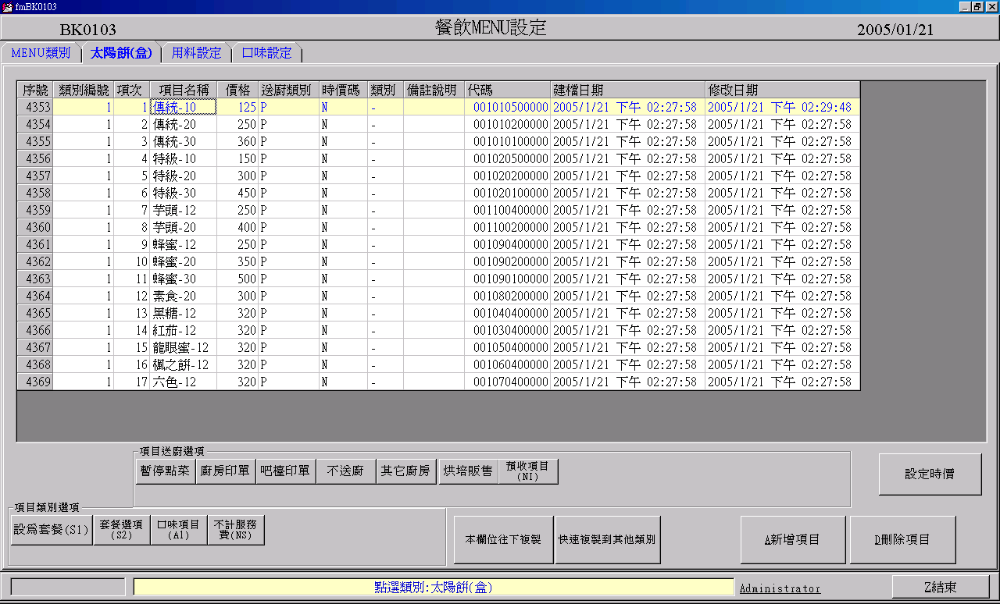 fmBK0103
BK0103 餐飲MENU設定 2005/01/21
MENU類別 太陽餅(盒) 用料設定 口味設定
序號 類別編號 項次 項目名稱 價格 送廚類別 時價碼 類別 備註說明 代碼 建檔日期 修改日期
4353 1 1 傳統-10 125 P N - 001010500000 2005/1/21 下午 02:27:58 2005/1/21 下午 02:29:48
4354 1 2 傳統-20 250 P N - 001010200000 2005/1/21 下午 02:27:58 2005/1/21 下午 02:27:58
4355 1 3 傳統-30 360 P N - 001010100000 2005/1/21 下午 02:27:58 2005/1/21 下午 02:27:58
4356 1 4 特級-10 150 P N - 001020500000 2005/1/21 下午 02:27:58 2005/1/21 下午 02:27:58
4357 1 5 特級-20 300 P N - 001020200000 2005/1/21 下午 02:27:58 2005/1/21 下午 02:27:58
4358 1 6 特級-30 450 P N - 001020100000 2005/1/21 下午 02:27:58 2005/1/21 下午 02:27:58
4359 1 7 芋頭-12 250 P N - 001100400000 2005/1/21 下午 02:27:58 2005/1/21 下午 02:27:58
4360 1 8 芋頭-20 400 P N - 001100200000 2005/1/21 下午 02:27:58 2005/1/21 下午 02:27:58
4361 1 9 蜂蜜-12 250 P N - 001090400000 2005/1/21 下午 02:27:58 2005/1/21 下午 02:27:58
4362 1 10 蜂蜜-20 350 P N - 001090200000 2005/1/21 下午 02:27:58 2005/1/21 下午 02:27:58
4363 1 11 蜂蜜-30 500 P N - 001090100000 2005/1/21 下午 02:27:58 2005/1/21 下午 02:27:58
4364 1 12 素食-20 300 P N - 001080200000 2005/1/21 下午 02:27:58 2005/1/21 下午 02:27:58
4365 1 13 黑糖-12 320 P N - 001040400000 2005/1/21 下午 02:27:58 2005/1/21 下午 02:27:58
4366 1 14 紅茄-12 320 P N - 001030400000 2005/1/21 下午 02:27:58 2005/1/21 下午 02:27:58
4367 1 15 龍眼蜜-12 320 P N - 001050400000 2005/1/21 下午 02:27:58 2005/1/21 下午 02:27:58
4368 1 16 楓之餅-12 320 P N - 001060400000 2005/1/21 下午 02:27:58 2005/1/21 下午 02:27:58
4369 1 17 六色-12 320 P N - 001070400000 2005/1/21 下午 02:27:58 2005/1/21 下午 02:27:58
項目送廚選項
暫停點菜 廚房印單 吧檯印單 不送廚 其它廚房 烘培販售 預收項目(NI) 設定時價
項目類別選項
設為套餐(S1) 套餐選項(S2) 口味項目(A1) 不計服務費(NS) 本欄位往下複製 快速複製到其他類別 A新增項目 D刪除項目
點選類別:太陽餅(盒) Administrator Z結束